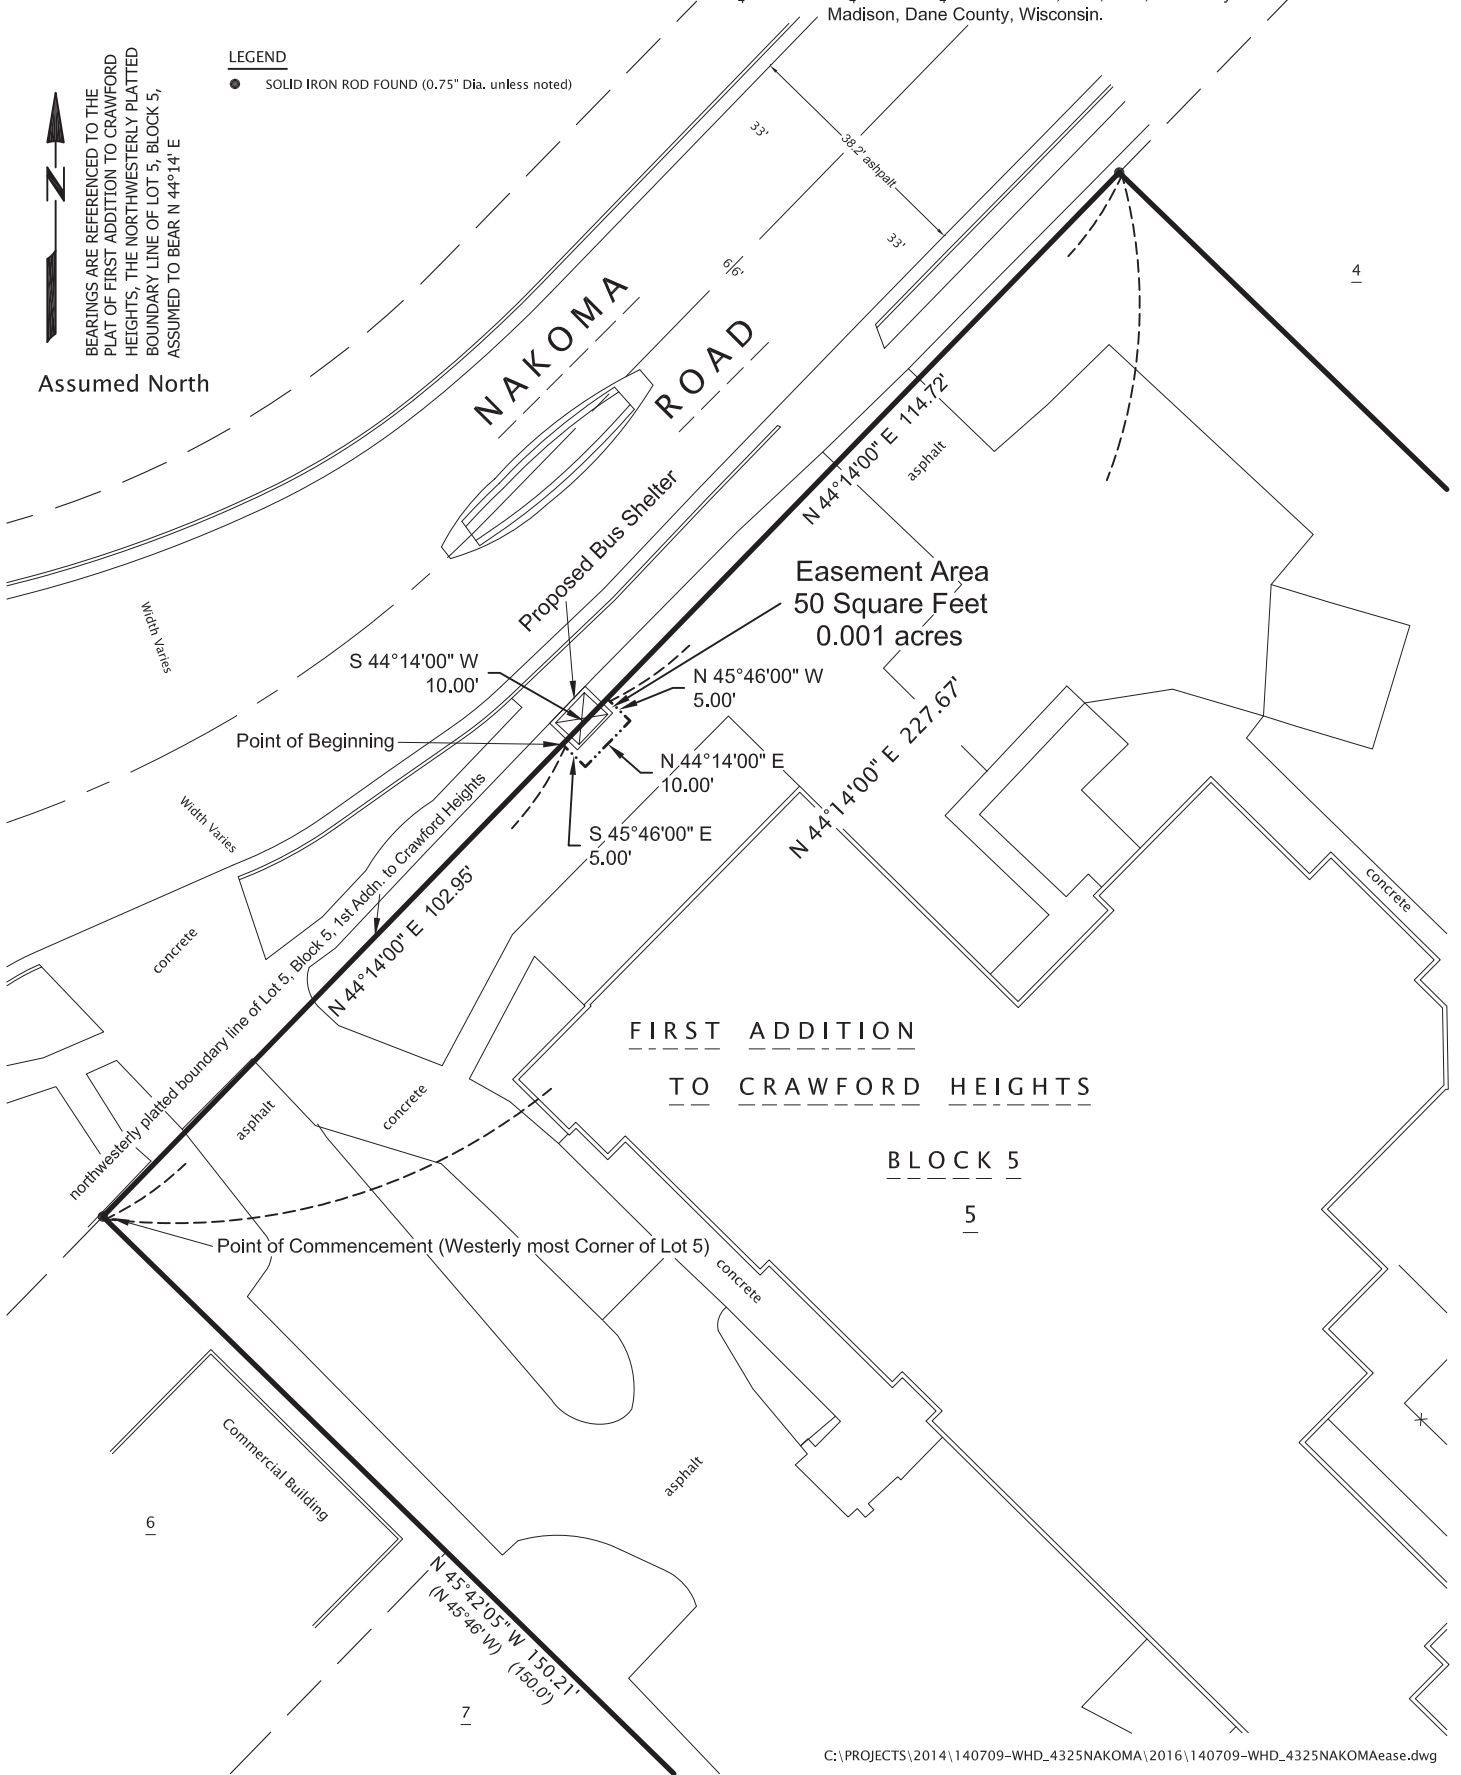 Madison, Dane County, Wisconsin.
LEGEND
SOLID IRON ROD FOUND (0.75" Dia. unless noted)
BEARINGS ARE REFERENCED TO THE
PLAT OF FIRST ADDITION TO CRAWFORD
HEIGHTS, THE NORTHWESTERLY PLATTED
BOUNDARY LINE OF LOT 5, BLOCK 5,
ASSUMED TO BEAR N 44°14' E
N
Assumed North
33'
38.2' ashpalt
33'
66'
4
NAKOMA
ROAD
N 44°14'00" E 114.72'
asphalt
Proposed Bus Shelter
Easement Area
50 Square Feet
0.001 acres
Width Varies
S 44°14'00" W
10.00'
N 45°46'00" W
5.00'
Point of Beginning
N 44°14'00" E
10.00'
N 44°14'00" E 227.67'
S 45°46'00" E
5.00'
Width Varies
northwesterly platted boundary line of Lot 5, Block 5, 1st Addn. to Crawford Heights
N 44°14'00" E 102.95'
concrete
concrete
FIRST ADDITION
TO CRAWFORD HEIGHTS
BLOCK 5
5
asphalt
concrete
Point of Commencement (Westerly most Corner of Lot 5)
concrete
Commercial Building
asphalt
6
N 45°42'05" W 150.21'
(N 45°46' W) (150.0')
7
C:\PROJECTS\2014\140709-WHD_4325NAKOMA\2016\140709-WHD_4325NAKOMAease.dwg